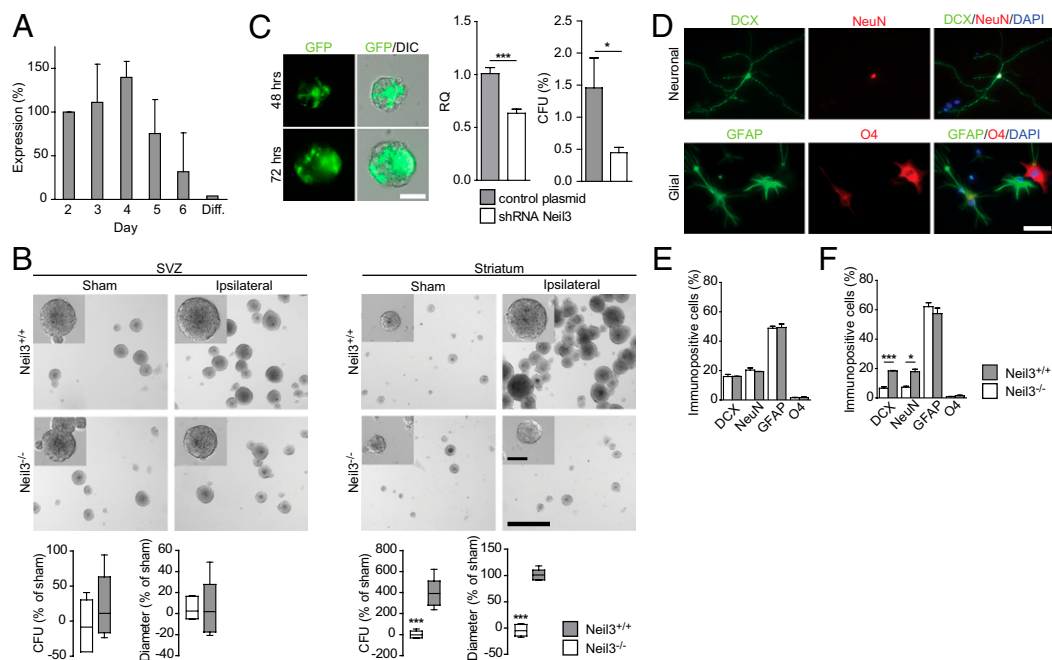 A
Expression (%)
150
100
50
0
2 3 4 5 6 Diff.
Day
B
SVZ
Sham Ipsilateral
Striatum
Sham Ipsilateral
Neil3+/+
Neil3-/-
Neil3+/+
Neil3-/-
CFU (% of sham)
100
50
0
-50
Diameter (% of sham)
60
40
20
0
-20
-40
CFU (% of sham)
800
600
400
200
0
-200
Diameter (% of sham)
150
100
50
0
-50
***
***
Neil3+/+
Neil3-/-
C
GFP GFP/DIC
48 hrs
72 hrs
RQ
1.5
1.0
0.5
0.0
***
CFU (%)
2.0
1.5
1.0
0.5
0
*
control plasmid
shRNA Neil3
D
DCX NeuN DCX/NeuN/DAPI
Neuronal
GFAP O4 GFAP/O4/DAPI
Glial
E
Immunopositive cells (%)
80
60
40
20
0
DCX NeuN GFAP O4
F
Immunopositive cells (%)
80
60
40
20
0
*** *
DCX NeuN GFAP O4
Neil3+/+
Neil3-/-